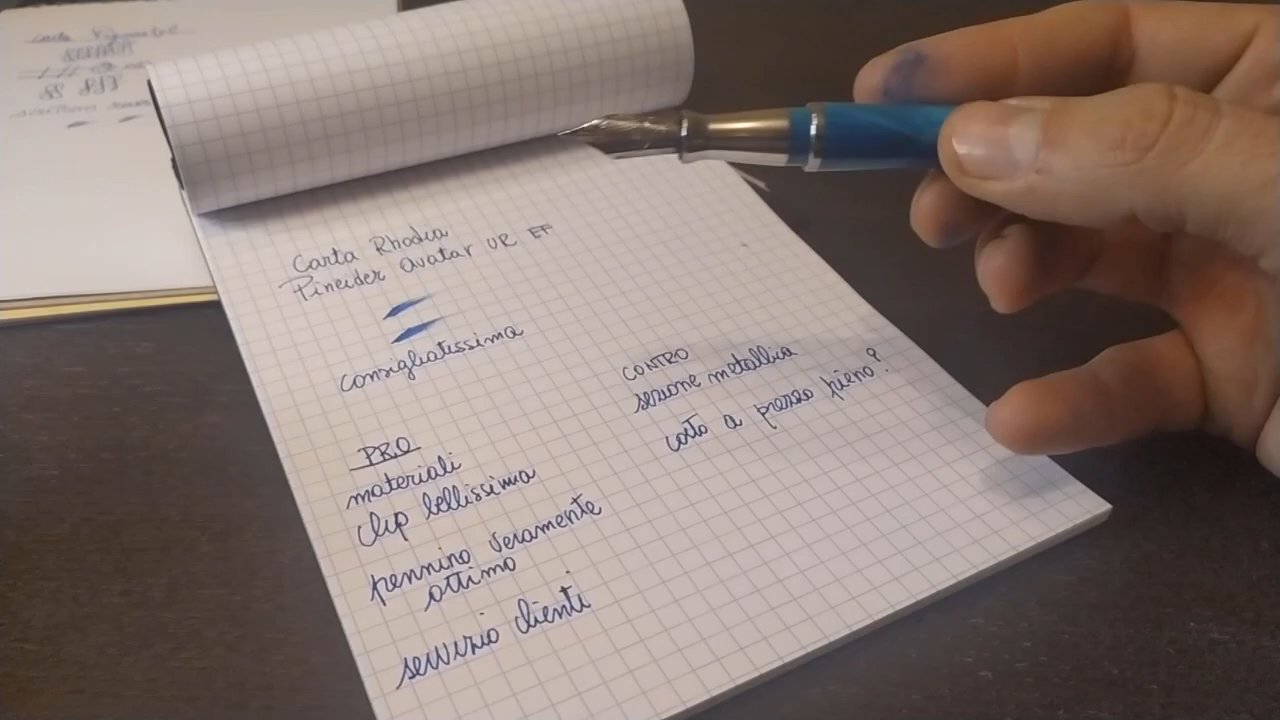 Carta Rhodia
Pineider Avatar UR EF
consigliatissima
PRO
materiali
clip bellissima
pennino veramente
ottimo
servizio clienti
CONTRO
sezione metallica
costo a prezzo pieno?